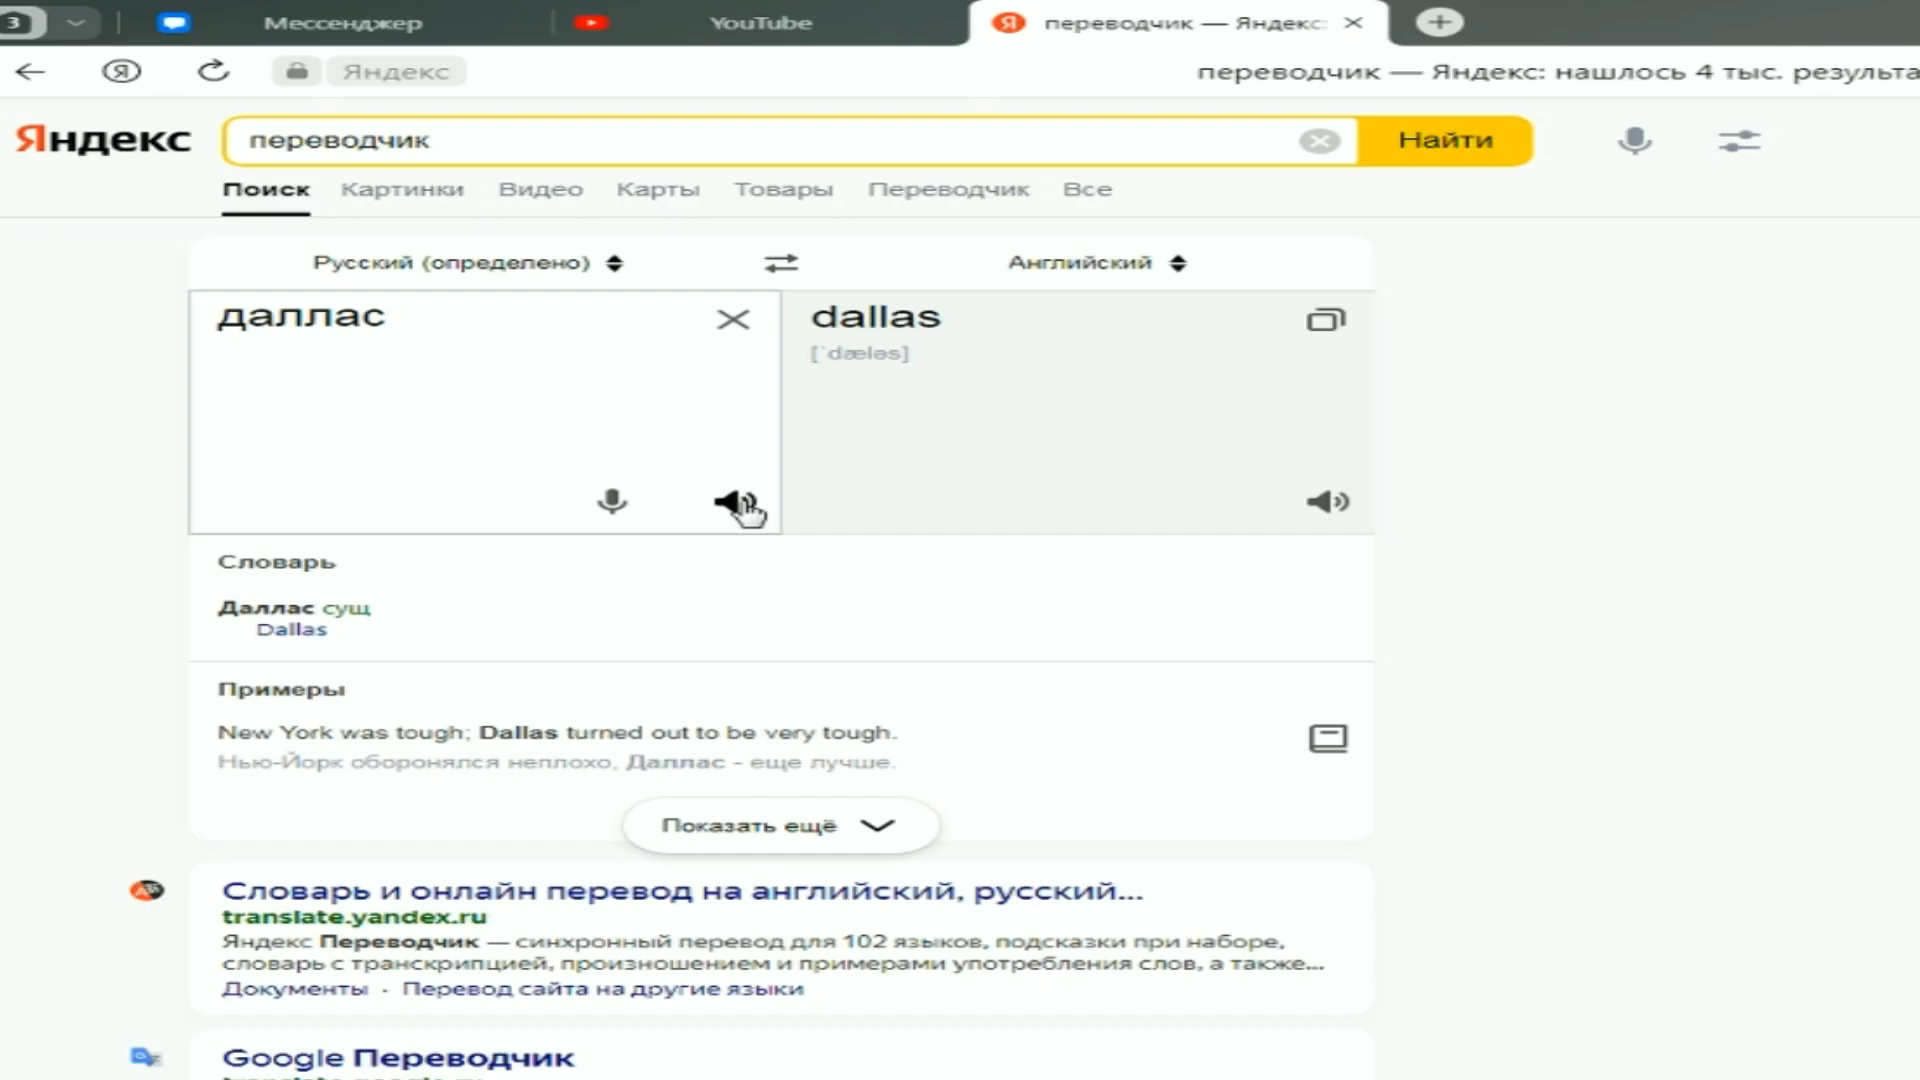 3
Мессенджер
YouTube
переводчик — Яндекс:
Яндекс
переводчик — Яндекс: нашлось 4 тыс. результа
Яндекс
переводчик
Найти
Поиск Картинки Видео Карты Товары Переводчик Все
Русский (определено)
Английский
даллас
dallas
[ˈdæləs]
Словарь
Даллас сущ
Dallas
Примеры
New York was tough; Dallas turned out to be very tough.
Нью-Йорк оборонялся неплохо, Даллас - еще лучше.
Показать ещё
Словарь и онлайн перевод на английский, русский...
translate.yandex.ru
Яндекс Переводчик — синхронный перевод для 102 языков, подсказки при наборе,
словарь с транскрипцией, произношением и примерами употребления слов, а также...
Документы · Перевод сайта на другие языки
Google Переводчик